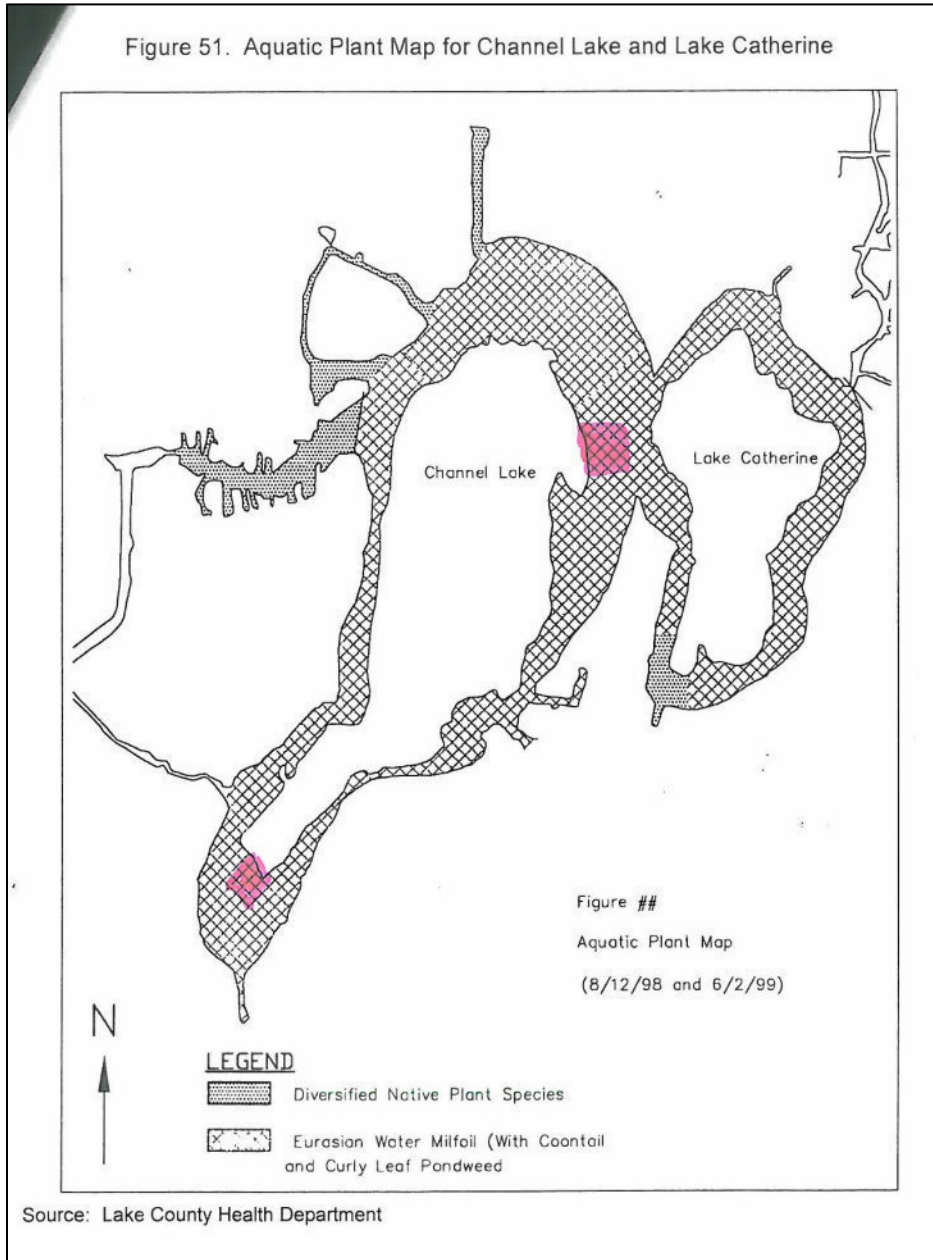 Figure 51. Aquatic Plant Map for Channel Lake and Lake Catherine
Channel Lake
Lake Catherine
Figure ##
Aquatic Plant Map
(8/12/98 and 6/2/99)
N
LEGEND
Diversified Native Plant Species
Eurasian Water Milfoil (With Coontail
and Curly Leaf Pondweed
Source: Lake County Health Department